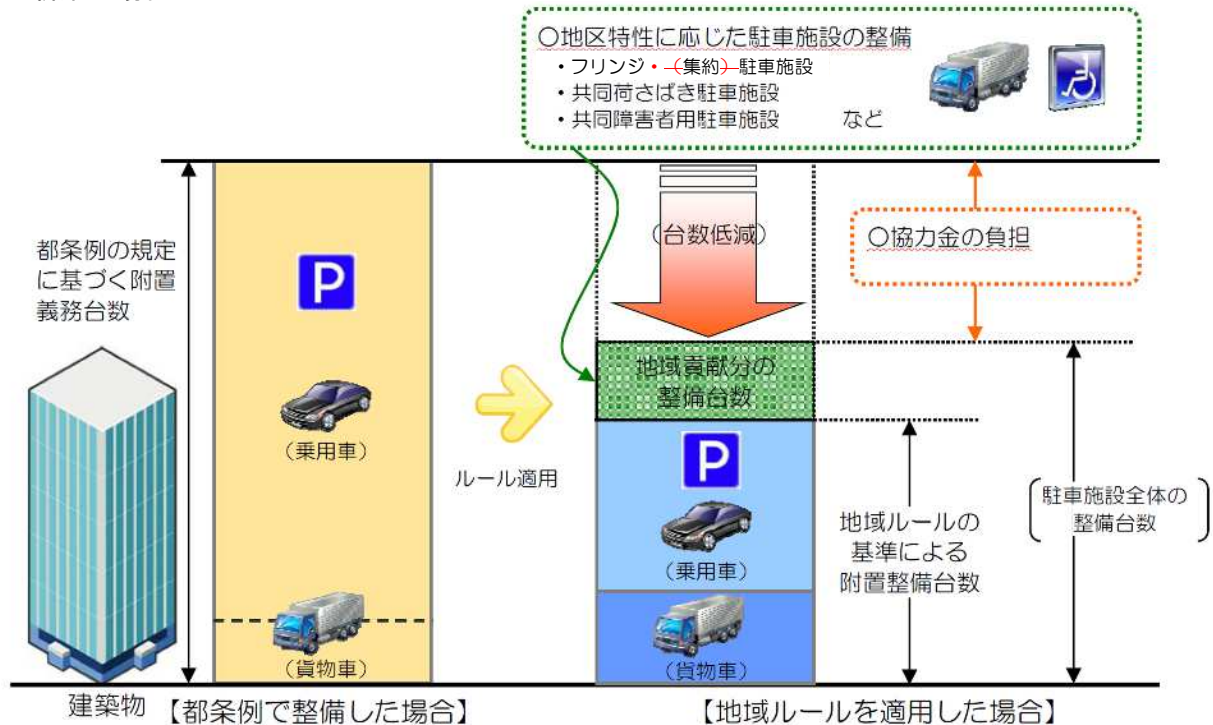 〇地区特性に応じた駐車施設の整備
・フリンジ・（集約）駐車施設
・共同荷さばき駐車施設
・共同障害者用駐車施設 など
都条例の規定
に基づく附置
義務台数
P
（乗用車）
（貨物車）
建築物
【都条例で整備した場合】
ルール適用
（台数低減）
地域貢献分の
整備台数
P
（乗用車）
（貨物車）
【地域ルールを適用した場合】
〇協力金の負担
地域ルールの
基準による
附置整備台数
駐車施設全体の
整備台数